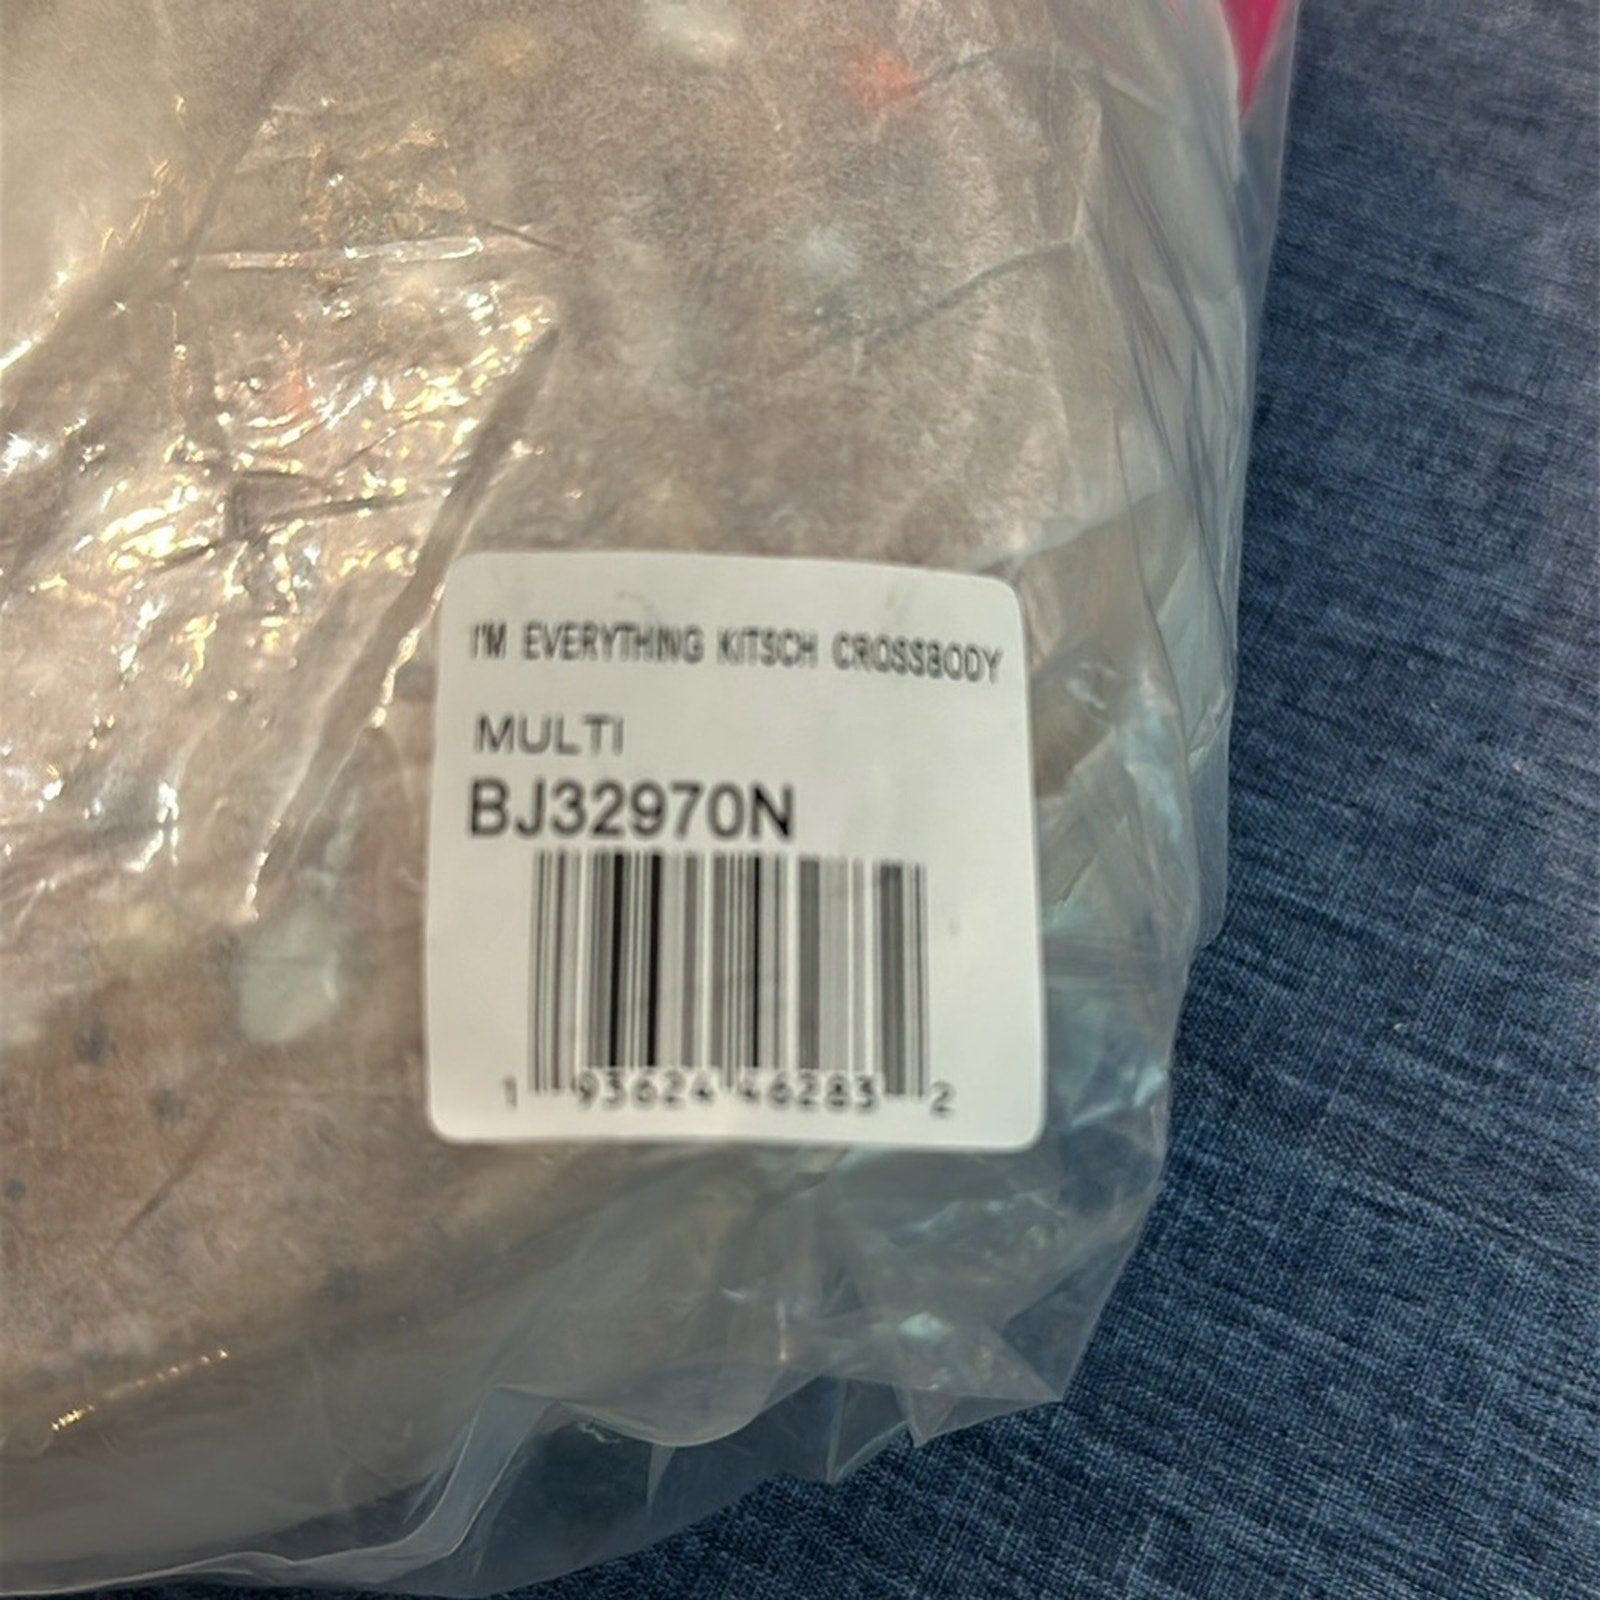 I'M EVERYTHING KITSCH CROSSBODY
MULTI
BJ32970N
1 93624 46283 2